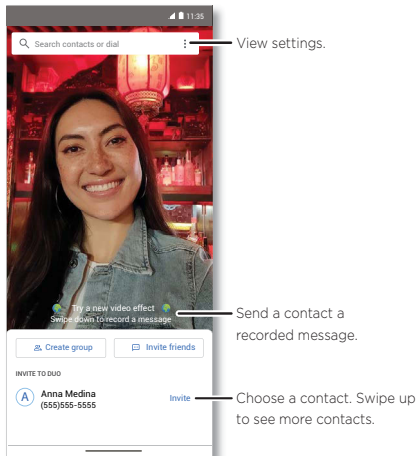 11:35
Search contacts or dial
View settings.
Try a new video effect
Swipe down to record a message
Send a contact a
recorded message.
Create group
Invite friends
INVITE TO DUO
A
Anna Medina
Invite
(555)555-5555
Choose a contact. Swipe up
to see more contacts.